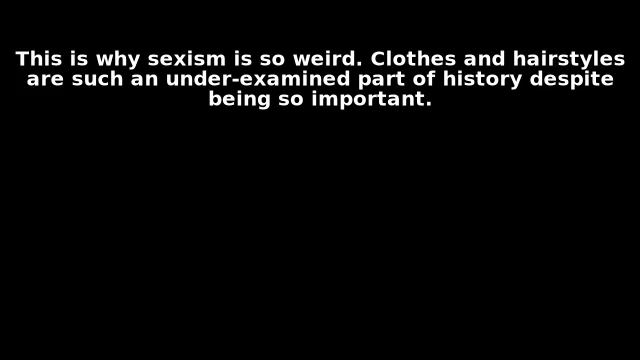 This is why sexism is so weird. Clothes and hairstyles
are such an under-examined part of history despite
being so important.